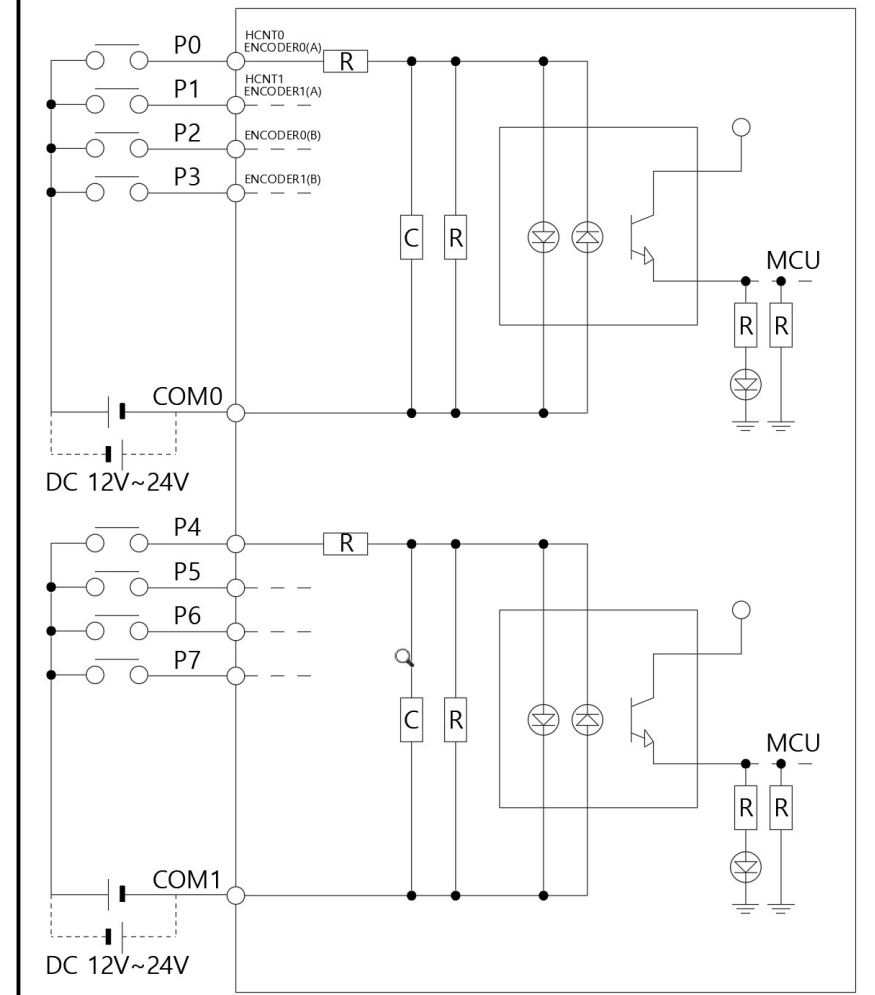 P0
HCNT0
ENCODER0(A)
R
P1
HCNT1
ENCODER1(A)
P2
ENCODER0(B)
P3
ENCODER1(B)
C
R
MCU
R
R
COM0
DC 12V~24V
P4
R
P5
P6
P7
C
R
MCU
R
R
COM1
DC 12V~24V